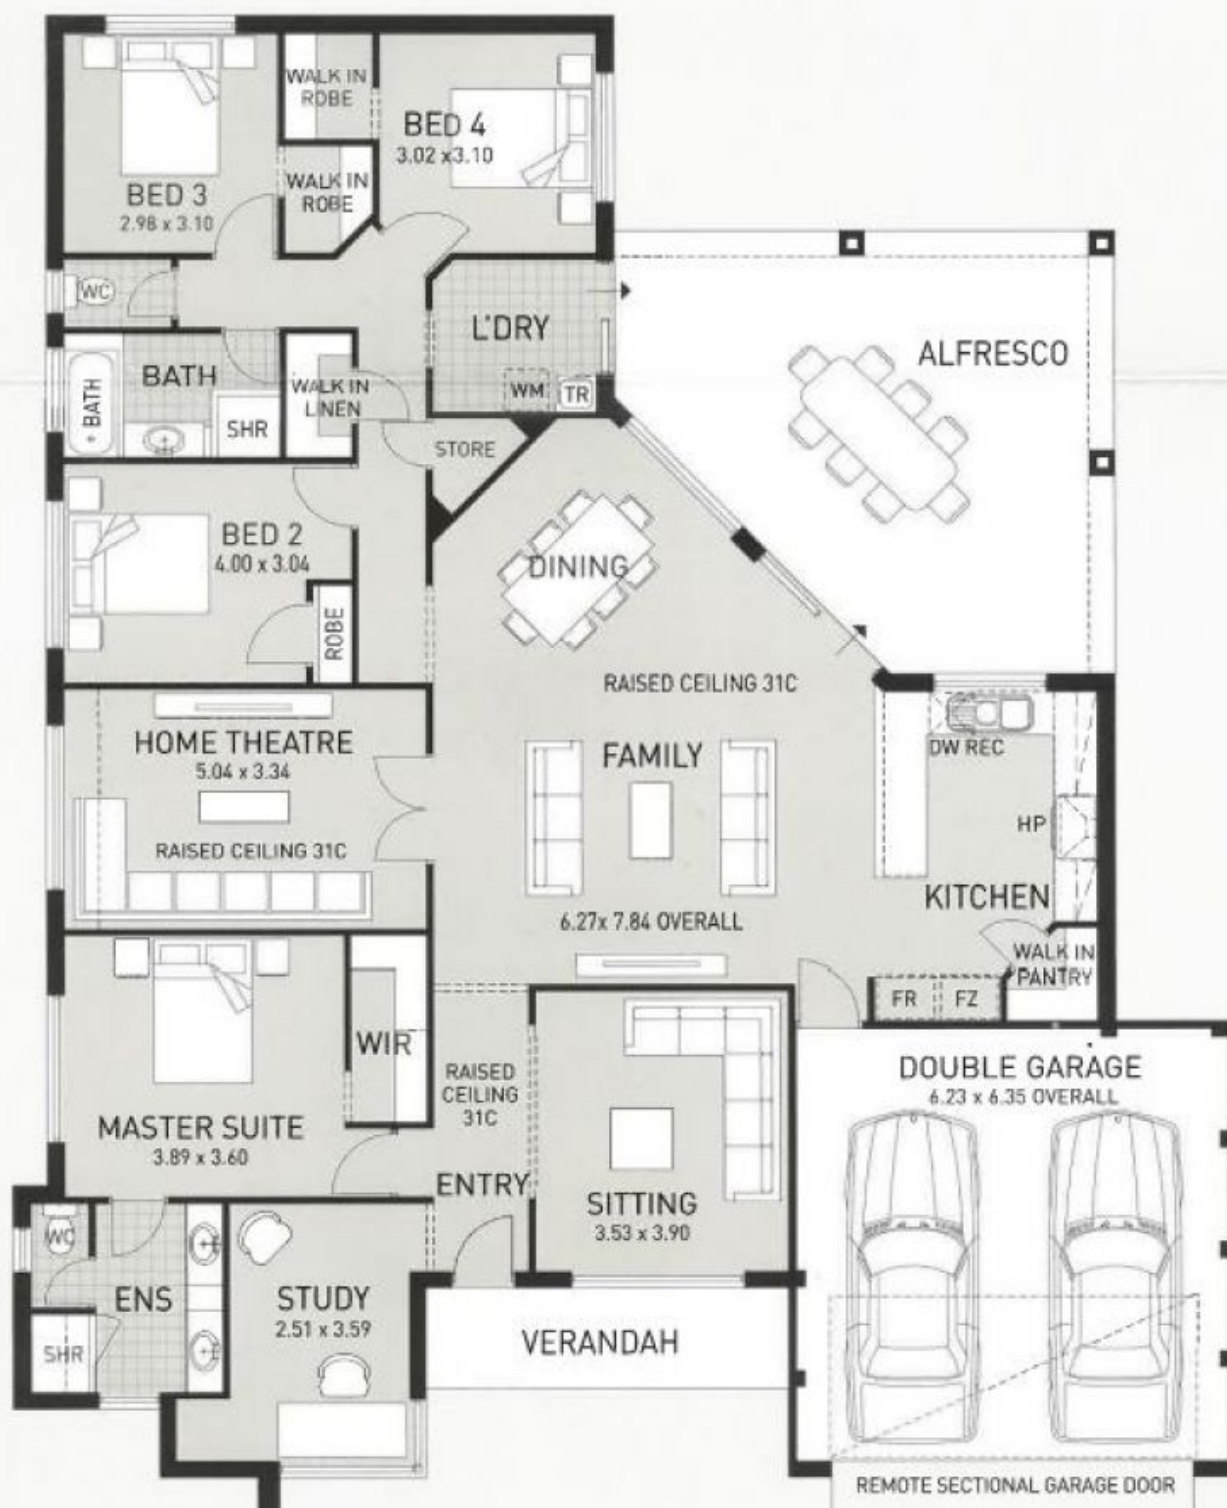 WALK IN
ROBE
BED 4
3.02 x3.10
BED 3
2.98 x 3.10
WALK IN
ROBE
WC
L'DRY
ALFRESCO
BATH
BATH
WALK IN
LINEN
WM
TR
SHR
STORE
BED 2
4.00 x 3.04
DINING
ROBE
RAISED CEILING 31C
HOME THEATRE
5.04 x 3.34
FAMILY
DW REC
HP
RAISED CEILING 31C
KITCHEN
6.27x 7.84 OVERALL
WALK IN
PANTRY
FR
FZ
WIR
RAISED
CEILING
31C
DOUBLE GARAGE
6.23 x 6.35 OVERALL
MASTER SUITE
3.89 x 3.60
ENTRY
SITTING
3.53 x 3.90
WC
ENS
STUDY
2.51 x 3.59
SHR
VERANDAH
REMOTE SECTIONAL GARAGE DOOR